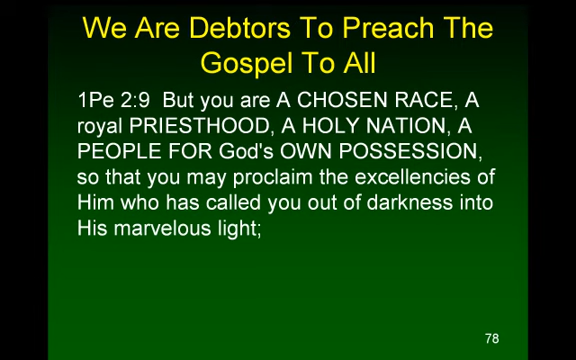 We Are Debtors To Preach The
Gospel To All
1Pe 2:9  But you are A CHOSEN RACE, A
royal PRIESTHOOD, A HOLY NATION, A
PEOPLE FOR God's OWN POSSESSION,
so that you may proclaim the excellencies of
Him who has called you out of darkness into
His marvelous light;
78